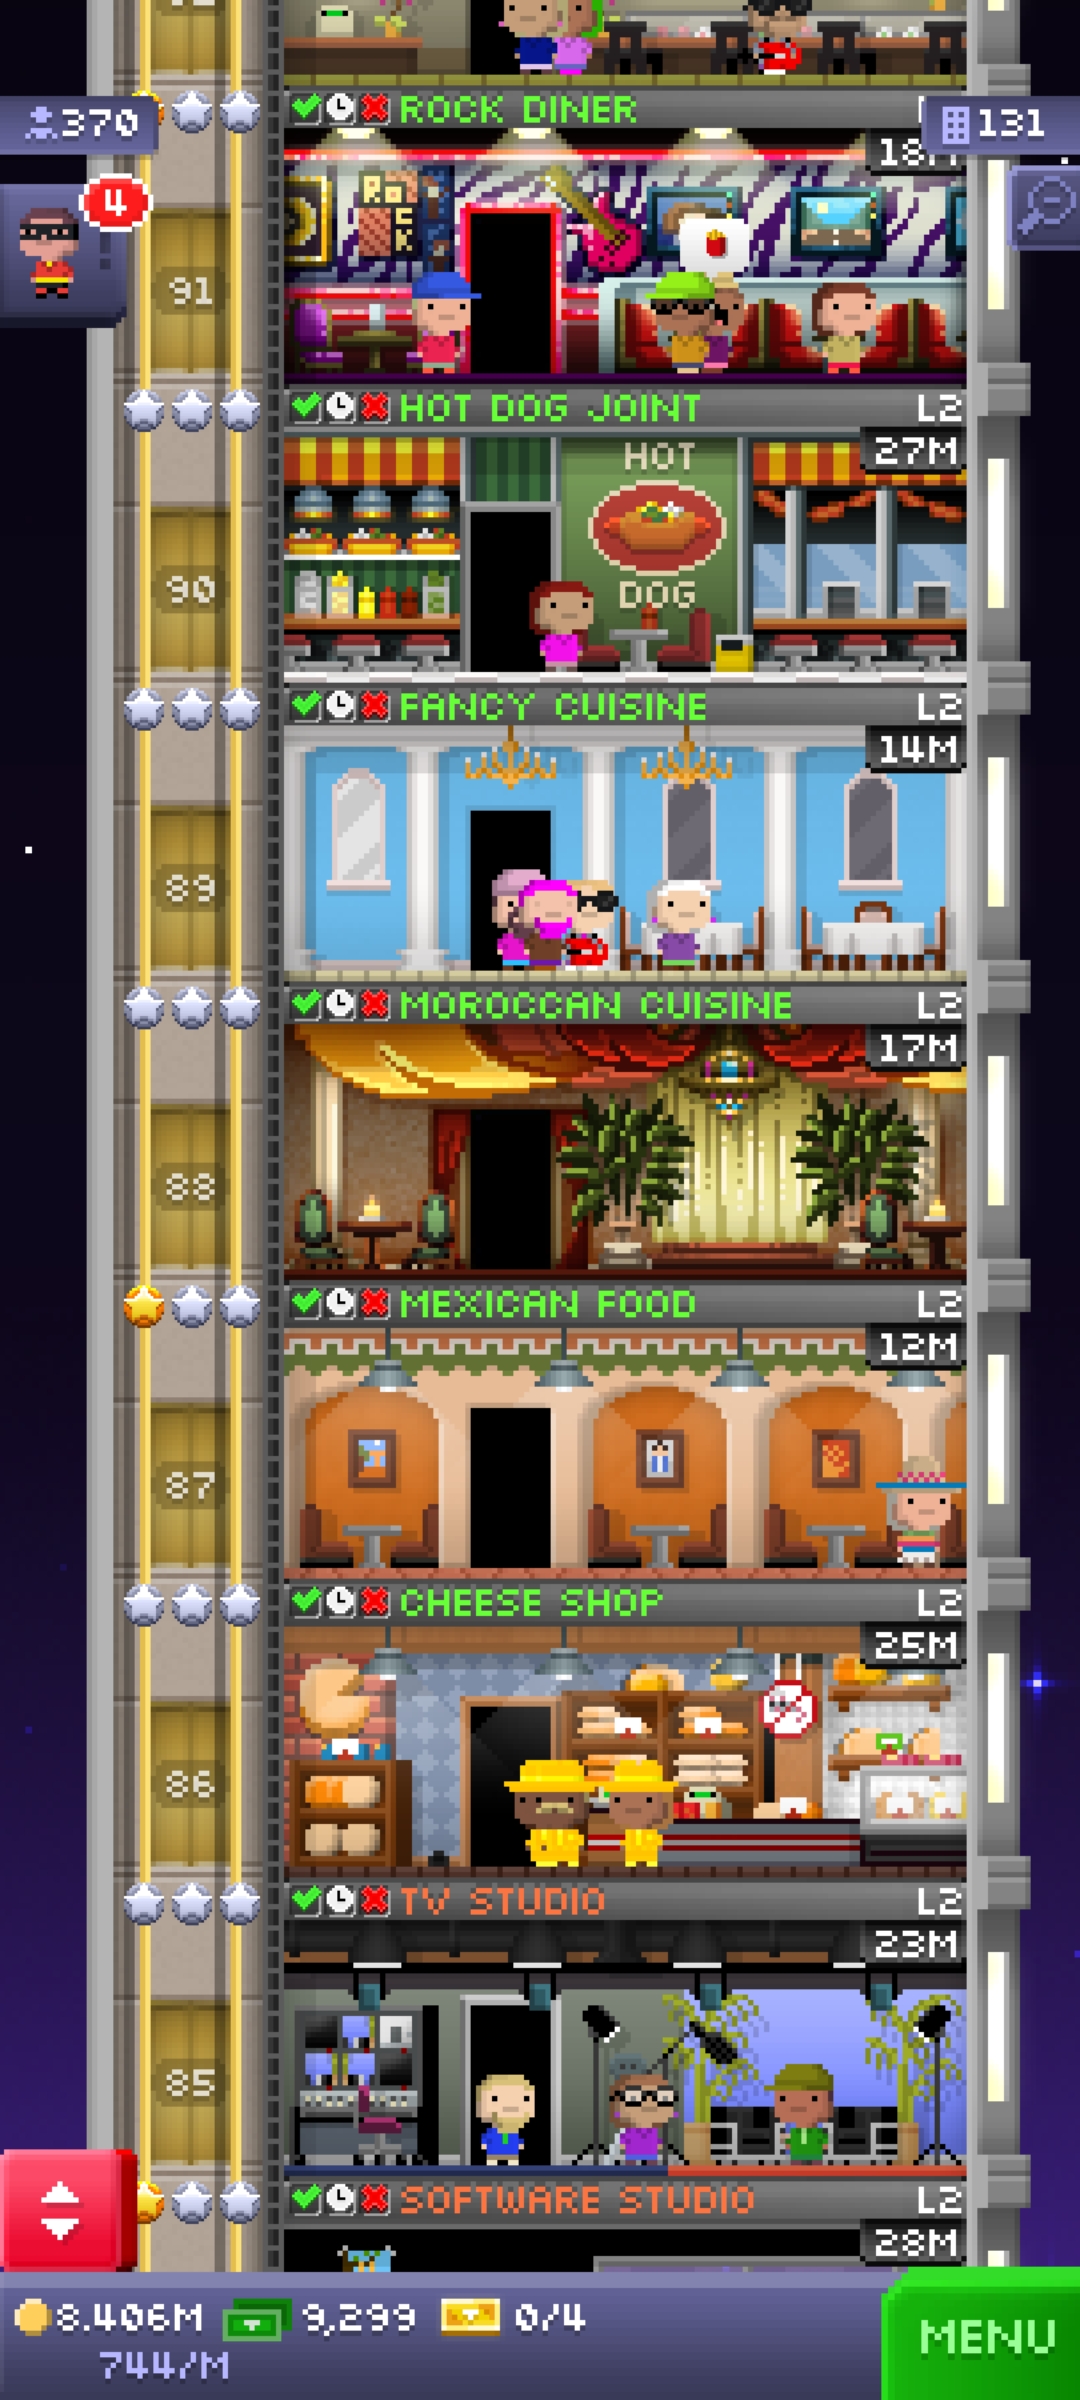 ROCK DINER
370
131
4
ROCK
91
HOT DOG JOINT L2
27M
HOT
DOG
90
FANCY CUISINE L2
14M
89
MOROCCAN CUISINE L2
17M
88
MEXICAN FOOD L2
12M
87
CHEESE SHOP L2
25M
86
TV STUDIO L2
23M
85
SOFTWARE STUDIO L2
28M
8.406M 9,299 0/4
744/M
MENU